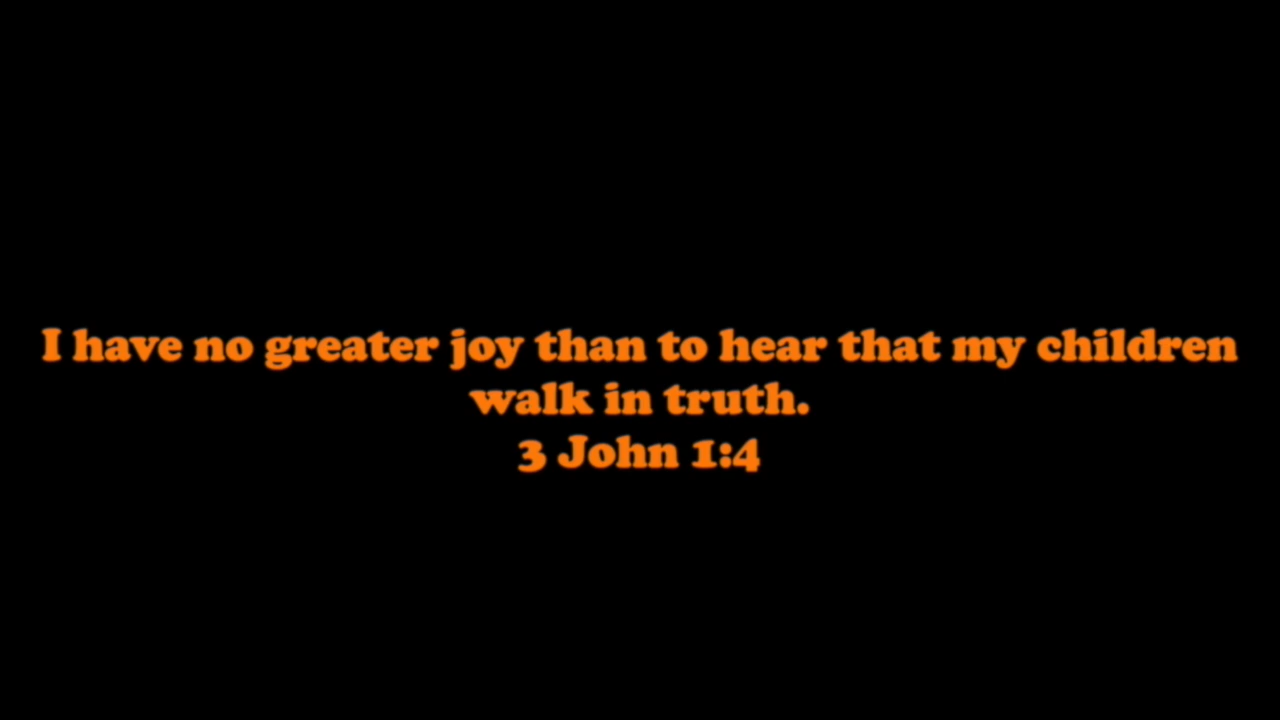 I have no greater joy than to hear that my children
walk in truth.
3 John 1:4